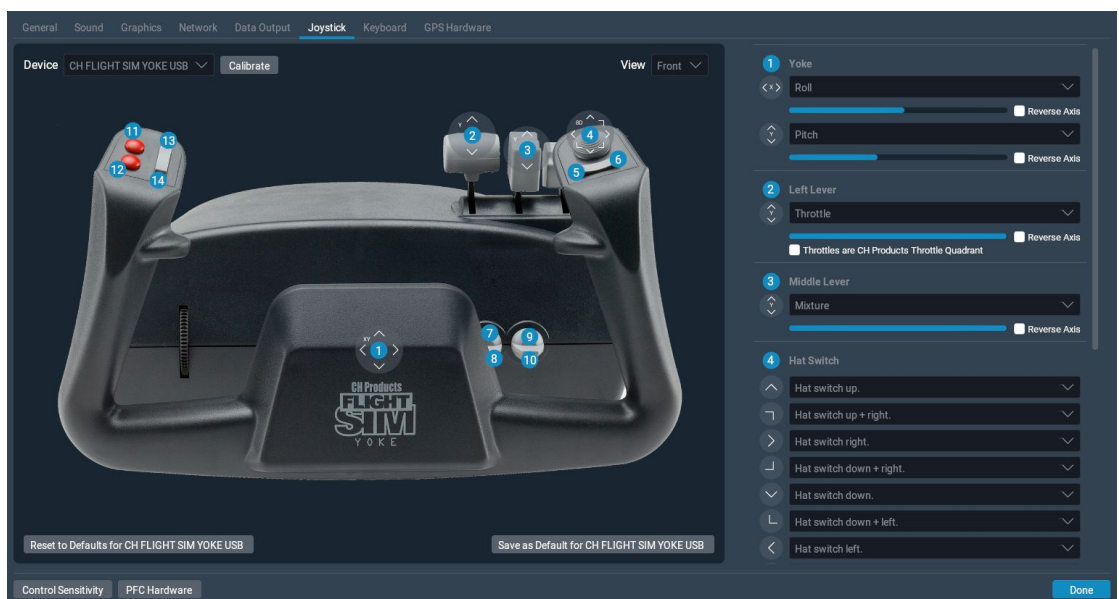 General Sound Graphics Network Data Output Joystick Keyboard GPS Hardware
Device CH FLIGHT SIM YOKE USB Calibrate View Front
11
13
12
14
Y
2
Y
3
8D
4
5
6
7
8
9
10
XY
1
CH Products
FLIGHT
SIM
YOKE
Reset to Defaults for CH FLIGHT SIM YOKE USB
Save as Default for CH FLIGHT SIM YOKE USB
1 Yoke
X Roll
Reverse Axis
Y Pitch
Reverse Axis
2 Left Lever
Y Throttle
Reverse Axis
Throttles are CH Products Throttle Quadrant
3 Middle Lever
Y Mixture
Reverse Axis
4 Hat Switch
Hat switch up.
Hat switch up + right.
Hat switch right.
Hat switch down + right.
Hat switch down.
Hat switch down + left.
Hat switch left.
Control Sensitivity PFC Hardware Done